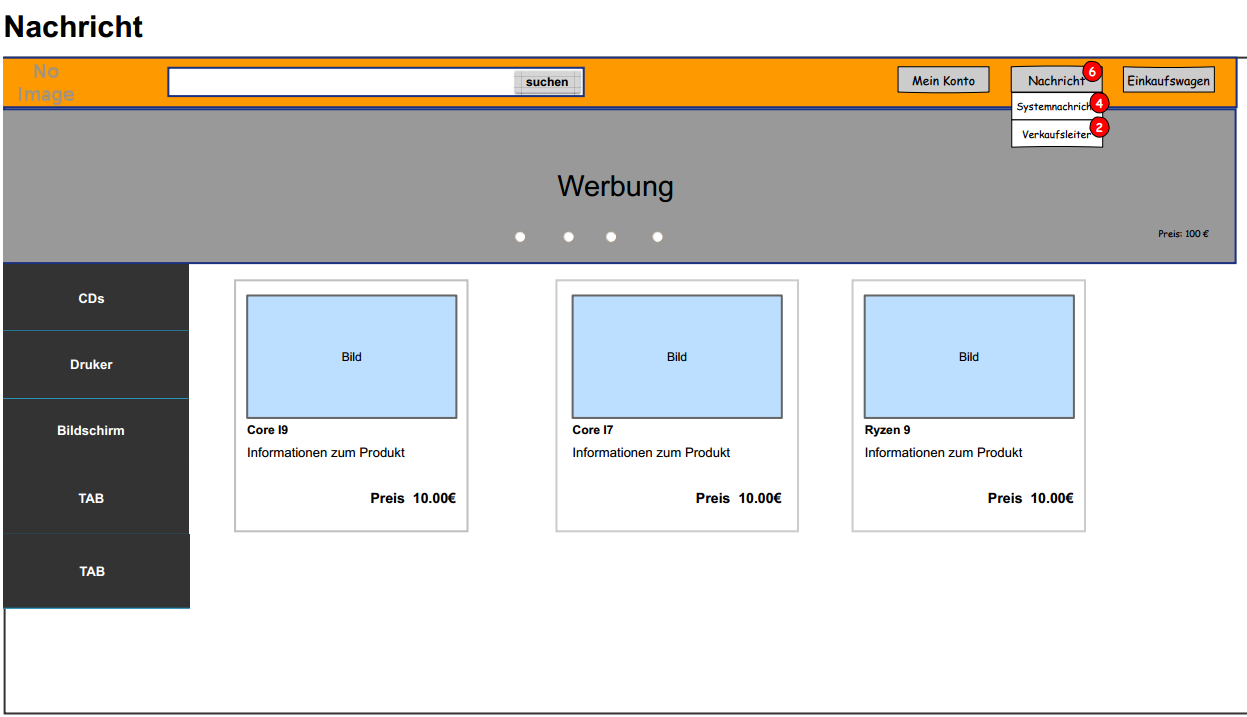 Nachricht
No
Image
suchen
Mein Konto
Nachricht
6
Einkaufswagen
Systemnachrich
4
Verkaufsleiter
2
Werbung
Preis: 100 €
CDs
Druker
Bildschirm
TAB
TAB
Bild
Core I9
Informationen zum Produkt
Preis 10.00€
Bild
Core I7
Informationen zum Produkt
Preis 10.00€
Bild
Ryzen 9
Informationen zum Produkt
Preis 10.00€